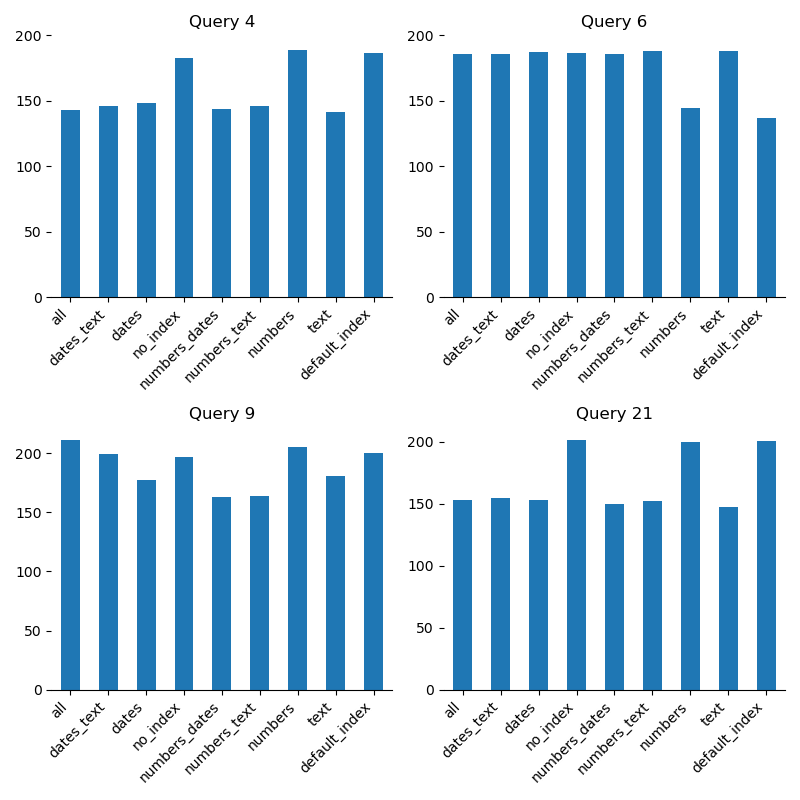 Query 4
200
150
100
50
0
all
dates_text
dates
no_index
numbers_dates
numbers_text
numbers
text
default_index
Query 6
200
150
100
50
0
all
dates_text
dates
no_index
numbers_dates
numbers_text
numbers
text
default_index
Query 9
200
150
100
50
0
all
dates_text
dates
no_index
numbers_dates
numbers_text
numbers
text
default_index
Query 21
200
150
100
50
0
all
dates_text
dates
no_index
numbers_dates
numbers_text
numbers
text
default_index